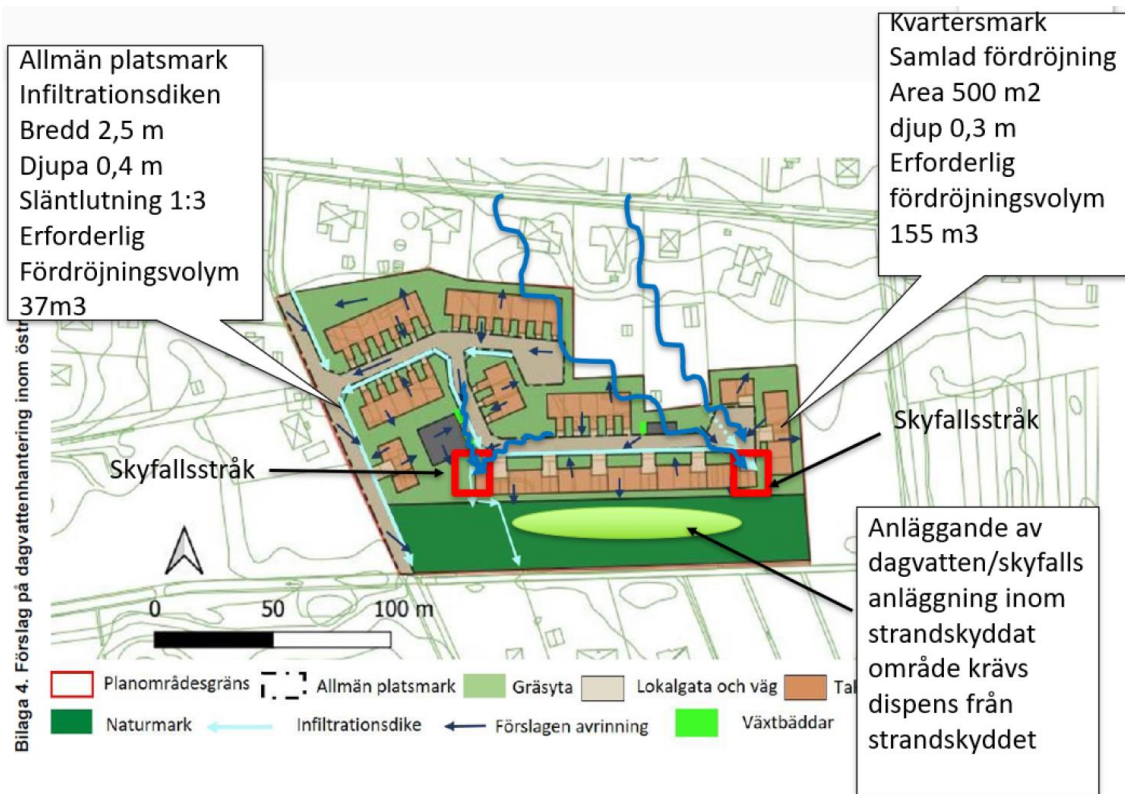 Allmän platsmark
Infiltrationsdiken
Bredd 2,5 m
Djupa 0,4 m
Släntlutning 1:3
Erforderlig
Fördröjningsvolym
37m3
Kvartersmark
Samlad fördröjning
Area 500 m2
djup 0,3 m
Erforderlig
fördröjningsvolym
155 m3
Skyfallsstråk
Skyfallsstråk
Anläggande av
dagvatten/skyfalls
anläggning inom
strandskyddat
område krävs
dispens från
strandskyddet
0 50 100 m
Planområdesgräns Allmän platsmark Gräsyta Lokalgata och väg
Naturmark Infiltrationsdike Förslagen avrinning Växtbäddar
Bilaga 4. Förslag på dagvattenhantering inom